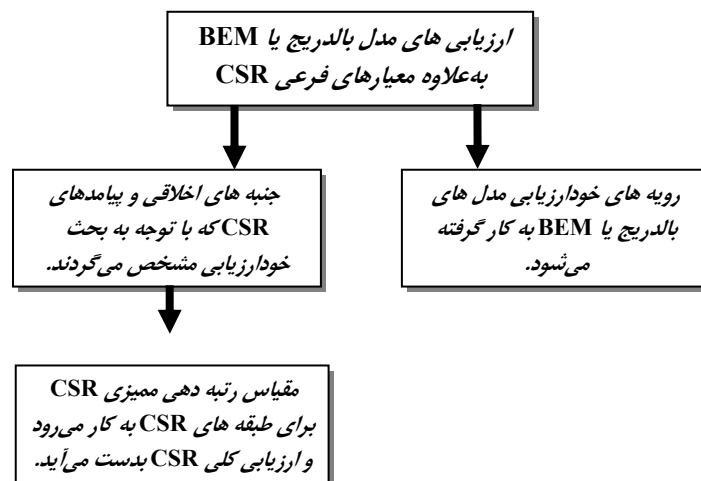 ارزیابی های مدل بالدریج یا BEM
به‌علاوه معیارهای فرعی CSR
رویه های خودارزیابی مدل های
بالدریج یا BEM به کار گرفته
می‌شود.
جنبه های اخلاقی و پیامدهای
CSR که با توجه به بحث
خودارزیابی مشخص می‌گردند.
مقیاس رتبه دهی ممیزی CSR
برای طبقه های CSR به کار می‌رود
و ارزیابی کلی CSR بدست می‌آید.